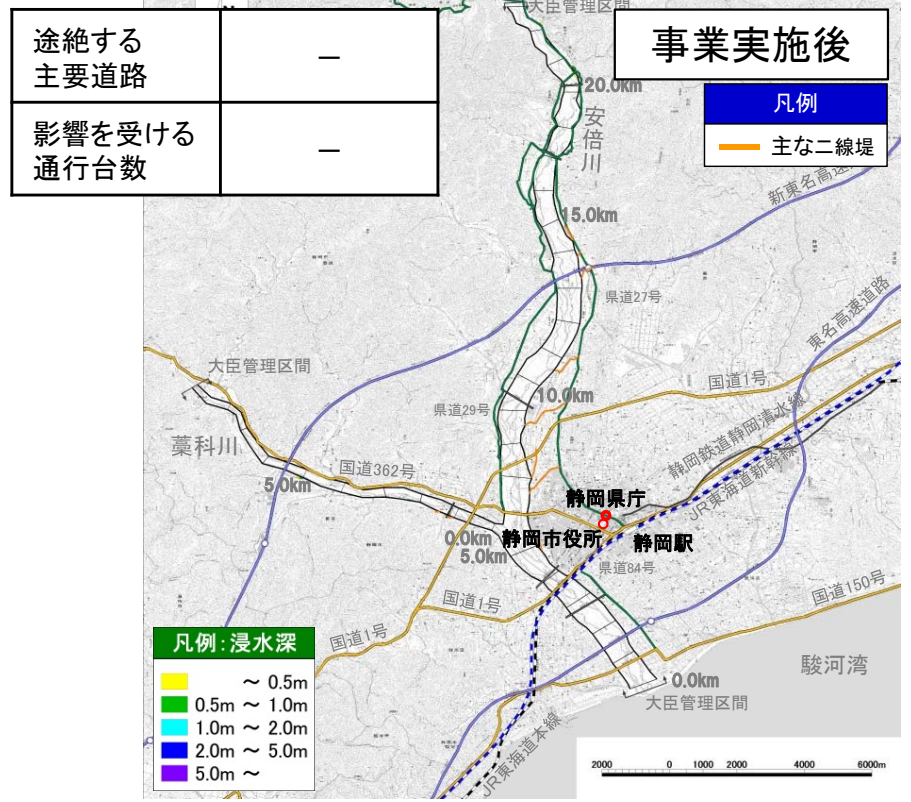 途絶する
主要道路
－
影響を受ける
通行台数
－
事業実施後
凡例
主な二線堤
大臣管理区間
20.0km
安倍川
新東名高速道路
15.0km
県道27号
東名高速道路
大臣管理区間
国道1号
10.0km
県道29号
藁科川
静岡鉄道静岡清水線
国道362号
JR東海道新幹線
5.0km
静岡県庁
0.0km
静岡市役所
静岡駅
5.0km
県道84号
国道1号
国道150号
国道1号
凡例：浸水深
～ 0.5m
0.5m ～ 1.0m
1.0m ～ 2.0m
2.0m ～ 5.0m
5.0m ～
駿河湾
0.0km
大臣管理区間
JR東海道本線
2000 0 1000 2000 4000 6000m